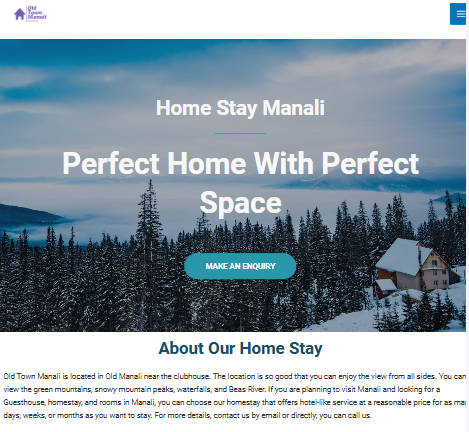 Old
Town
Manali
Home Stay Manali
Perfect Home With Perfect
Space
MAKE AN ENQUIRY
About Our Home Stay
Old Town Manali is located in Old Manali near the clubhouse. The location is so good that you can enjoy the view from all sides. You can
view the green mountains, snowy mountain peaks, waterfalls, and Beas River. If you are planning to visit Manali and looking for a
Guesthouse, homestay, and rooms in Manali, you can choose our homestay that offers hotel-like service at a reasonable price for as
days, weeks, or months as you want to stay. For more details, contact us by email or directly; you can call us.